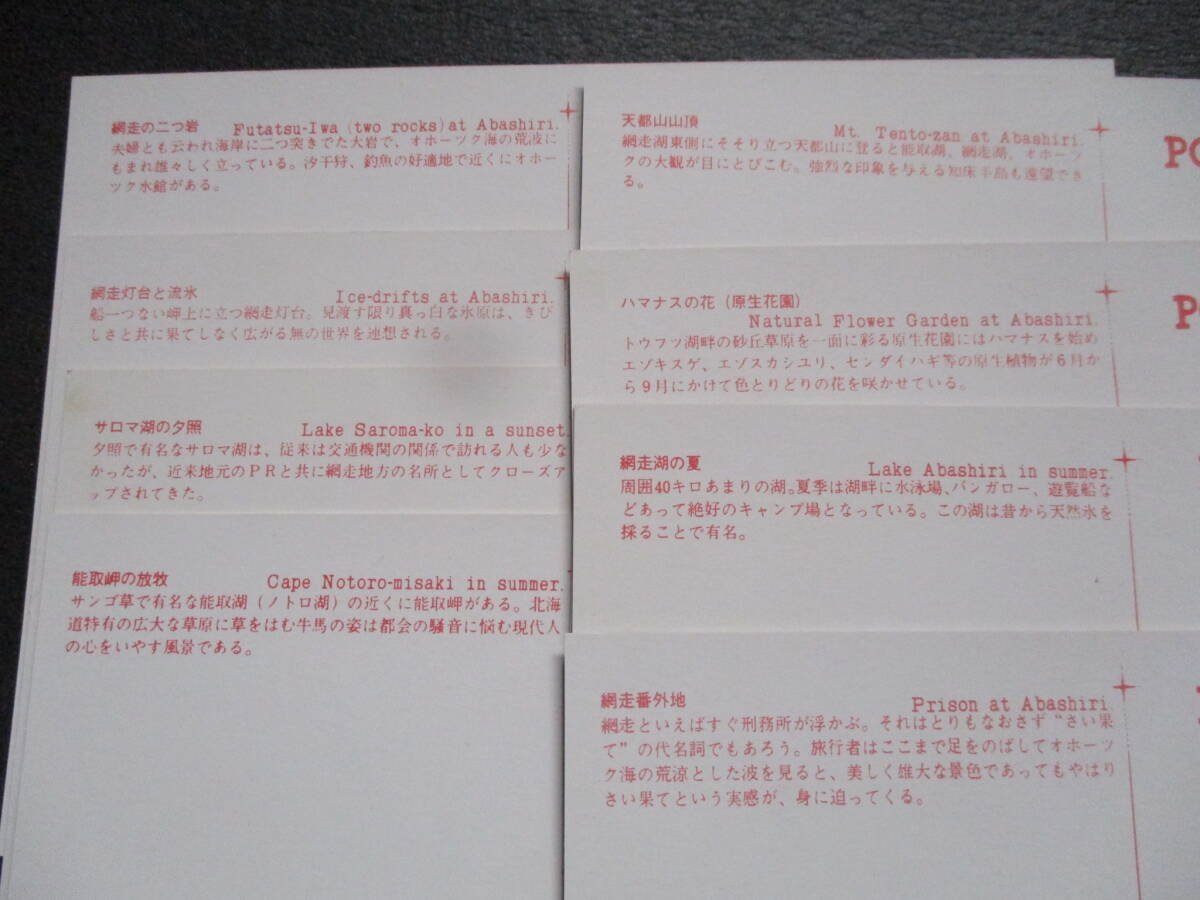 網走の二つ岩 Futatsu-Iwa (two rocks) at Abashiri.
夫婦とも云われ海岸に二つ突きでた大岩で、オホーツク海の荒波に
もまれ雄々しく立っている。汐干狩、釣魚の好適地で近くにオホー
ツク水館がある。
網走灯台と流氷 Ice-drifts at Abashiri.
船一つない岬上に立つ網走灯台。見渡す限り真っ白な氷原は、きび
しさと共に果てしなく広がる無の世界を連想される。
サロマ湖の夕照 Lake Saroma-ko in a sunset.
夕照で有名なサロマ湖は、従来は交通機関の関係で訪れる人も少な
かったが、近来地元のPRと共に網走地方の名所としてクローズア
ップされてきた。
能取岬の放牧 Cape Notoro-misaki in summer.
サンゴ草で有名な能取湖（ノトロ湖）の近くに能取岬がある。北海
道特有の広大な草原に草をはむ牛馬の姿は都会の騒音に悩む現代人
の心をいやす風景である。
天都山山頂
Mt. Tento-zan at Abashiri.
網走湖東側にそそり立つ天都山に登ると能取湖、網走湖、オホーツ
クの大観が目にとびこむ。強烈な印象を与える知床半島も遠望でき
る。
PO
ハマナスの花（原生花園）
Natural Flower Garden at Abashiri.
トウフツ湖畔の砂丘草原を一面に彩る原生花園にはハマナスを始め
エゾキスゲ、エゾスカシユリ、センダイハギ等の原生植物が6月か
ら9月にかけて色とりどりの花を咲かせている。
PO
網走湖の夏 Lake Abashiri in summer.
周囲40キロあまりの湖。夏季は湖畔に水泳場、バンガロー、遊覧船な
どあって絶好のキャンプ場となっている。この湖は昔から天然氷を
採ることで有名。
網走番外地 Prison at Abashiri.
網走といえばすぐ刑務所が浮かぶ。それはとりもなおさず“さい果
て”の代名詞でもあろう。旅行者はここまで足をのばしてオホーツ
ク海の荒涼とした波を見ると、美しく雄大な景色であってもやはり
さい果てという実感が、身に迫ってくる。